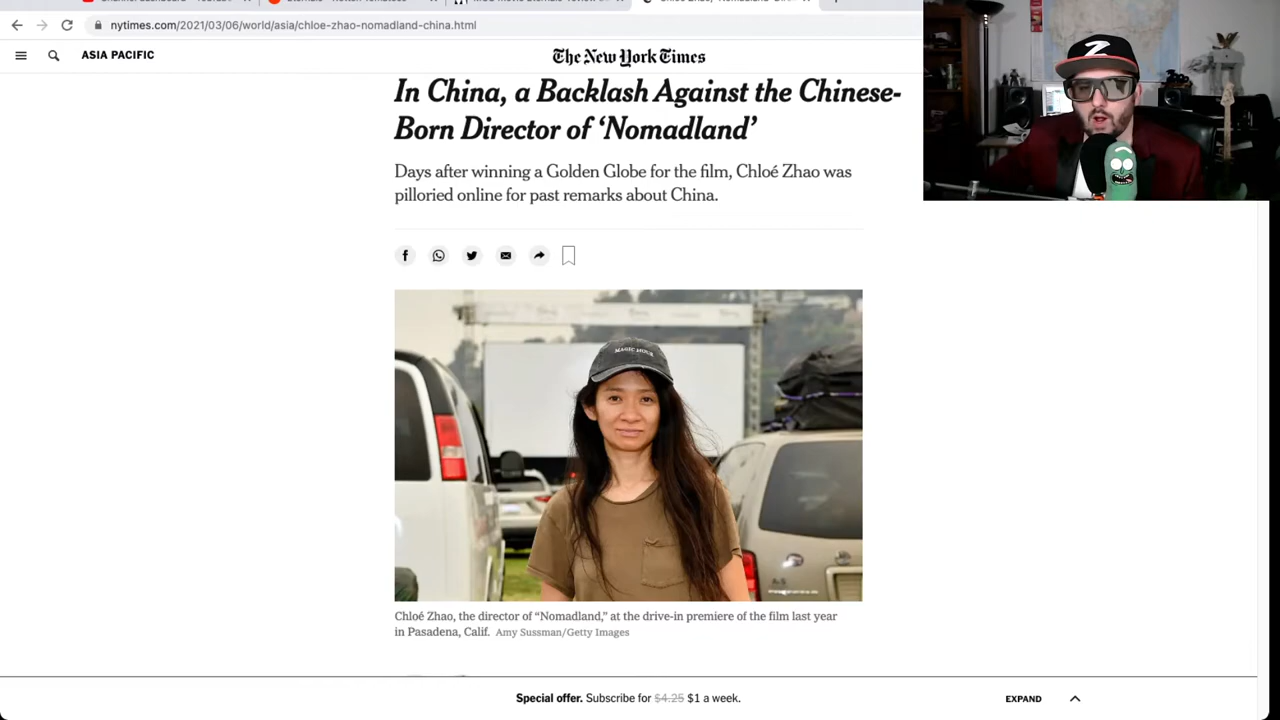 nytimes.com/2021/03/06/world/asia/chloe-zhao-nomadland-china.html
ASIA PACIFIC
The New York Times
In China, a Backlash Against the Chinese-
Born Director of ‘Nomadland’
Days after winning a Golden Globe for the film, Chloé Zhao was
pilloried online for past remarks about China.
MAGIC HOUR
Chloé Zhao, the director of “Nomadland,” at the drive-in premiere of the film last year
in Pasadena, Calif. Amy Sussman/Getty Images
Special offer. Subscribe for $4.25 $1 a week.
EXPAND